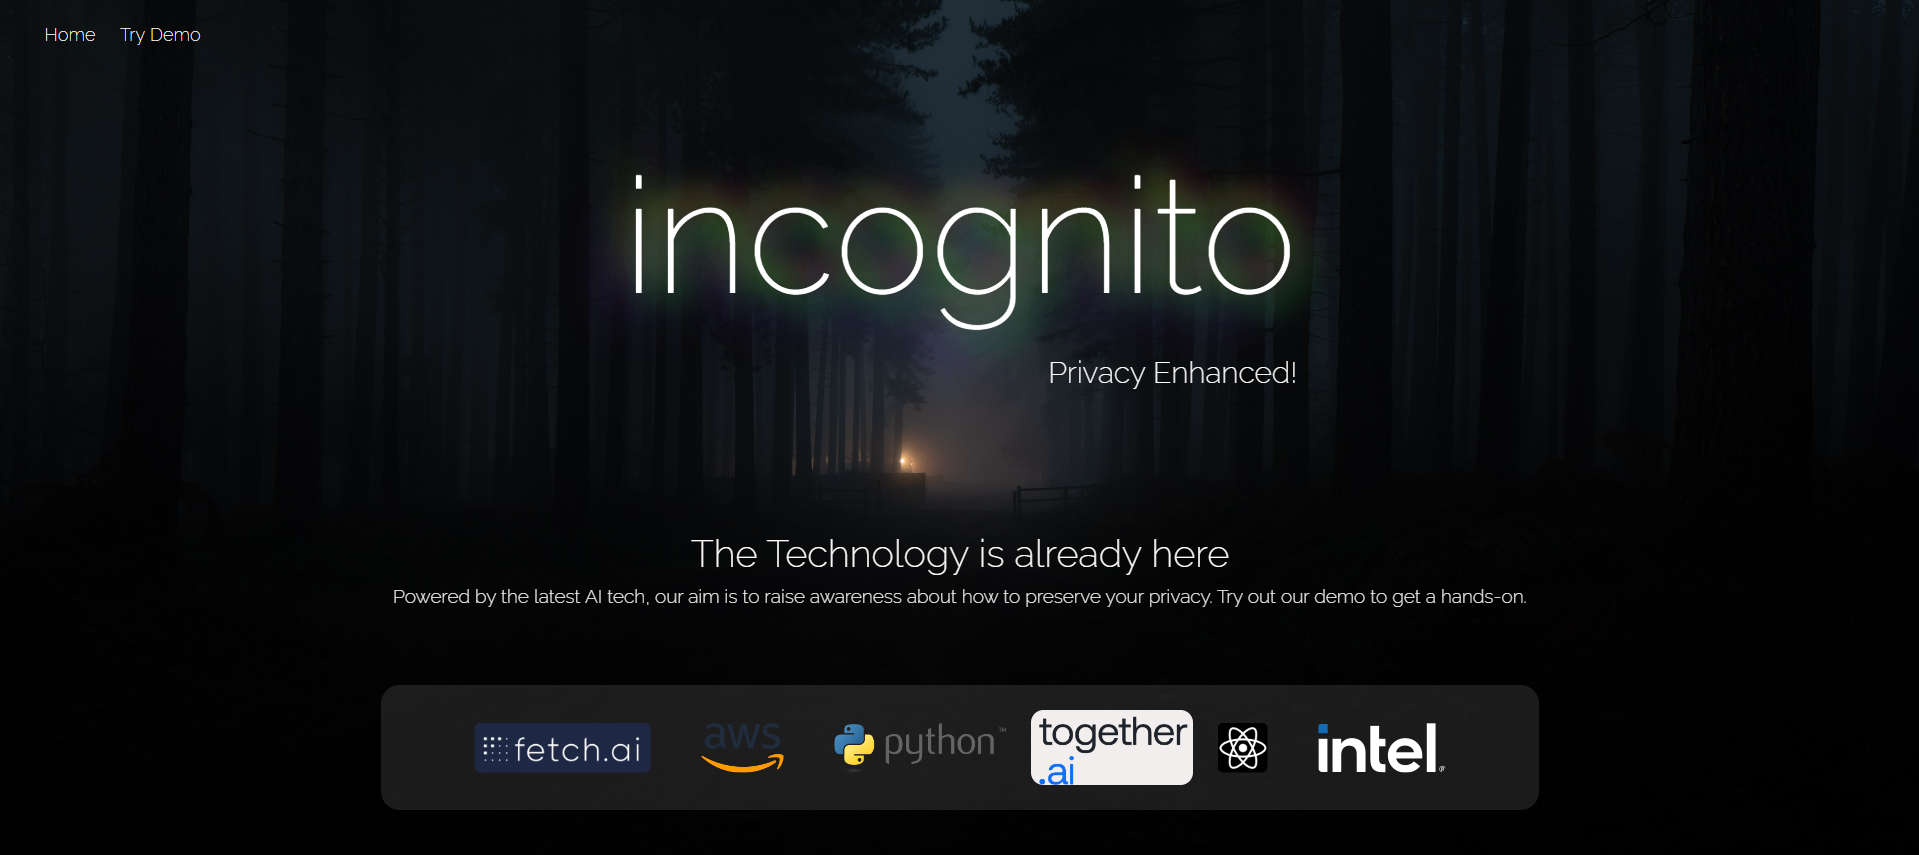 Home Try Demo
incognito
Privacy Enhanced!
The Technology is already here
Powered by the latest AI tech, our aim is to raise awareness about how to preserve your privacy. Try out our demo to get a hands-on.
fetch.ai aws python™ together.ai intel®